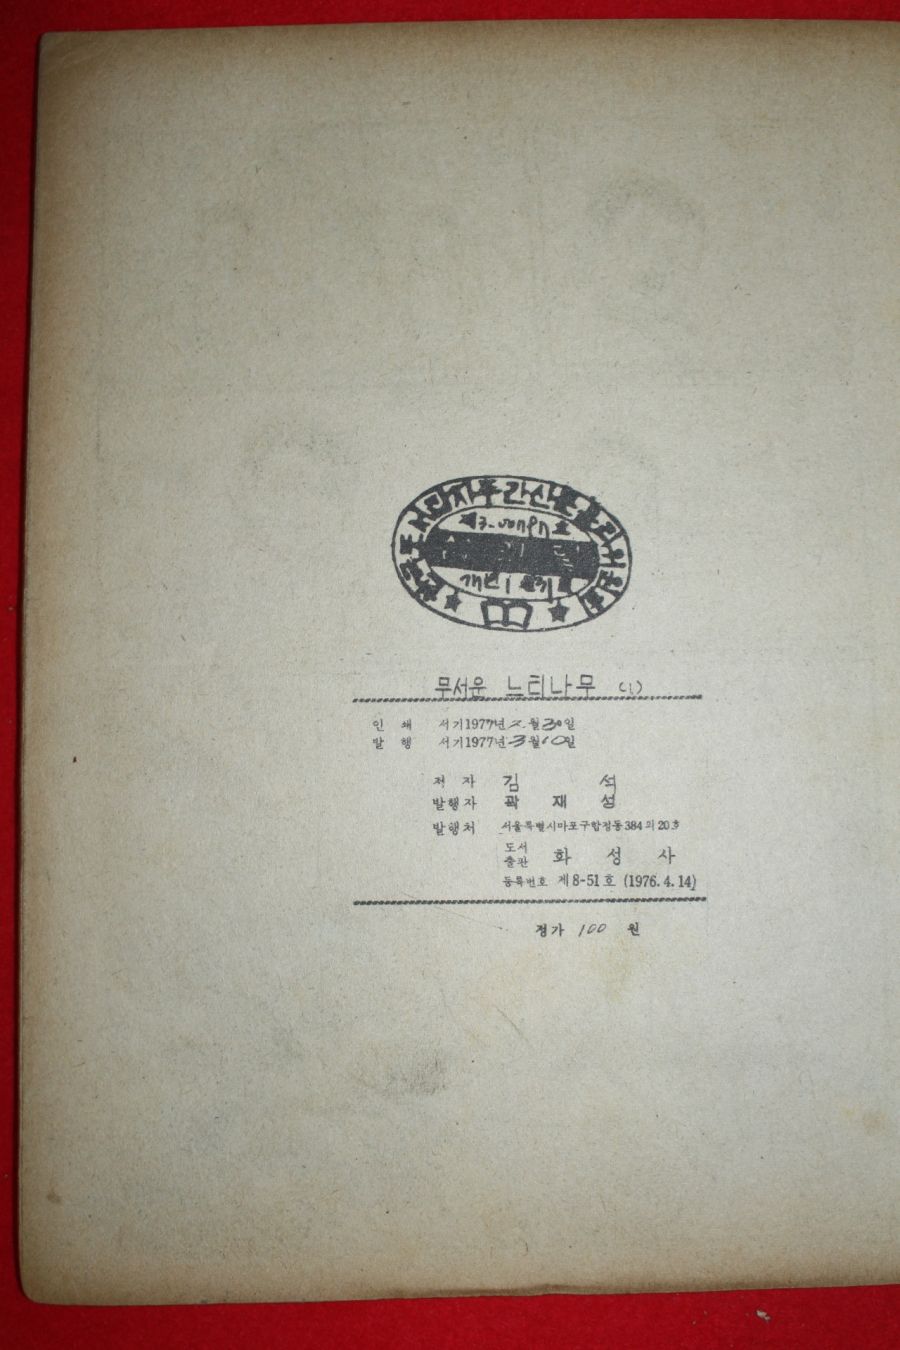 무서운 느티나무 (1)
인쇄 서기1977년 2월 30일
발행 서기1977년 3월 10일
저자 김 석
발행자 곽 재 성
발행처 서울특별시마포구합정동384의20호
도서출판 화 성 사
등록번호 제8-51호 (1976.4.14)
정가 100 원